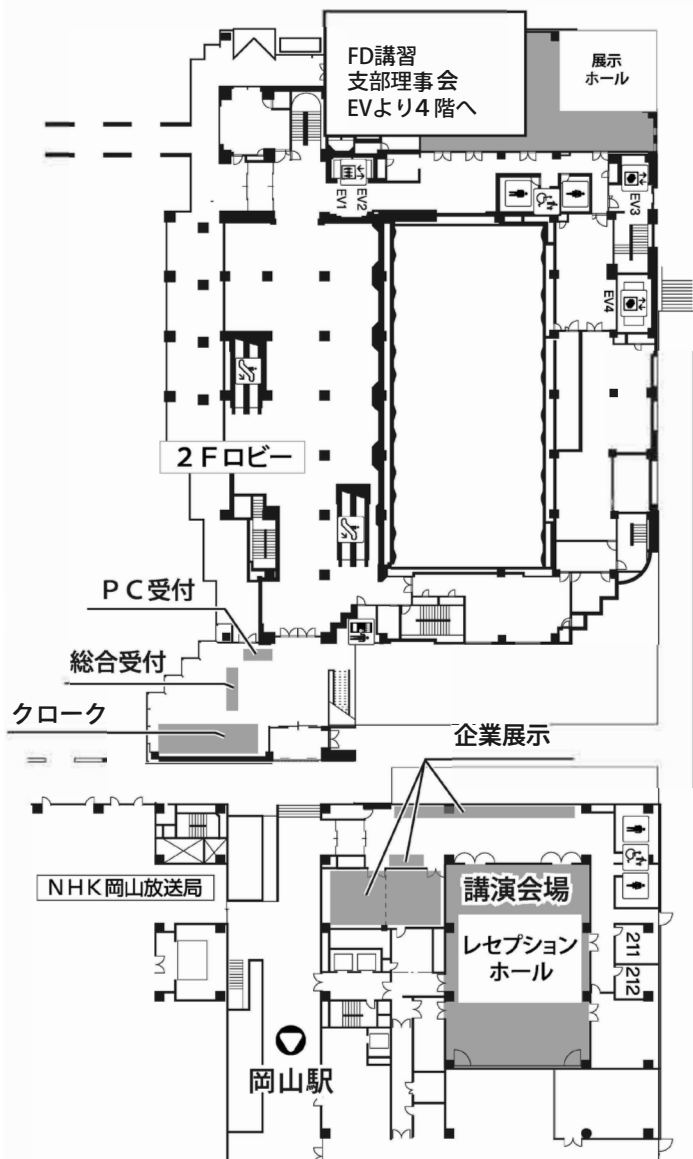 FD講習
支部理事会
EVより4階へ
展示
ホール
EV1
EV2
EV3
EV4
2Fロビー
PC受付
総合受付
クローク
企業展示
NHK岡山放送局
講演会場
レセプション
ホール
211
212
岡山駅